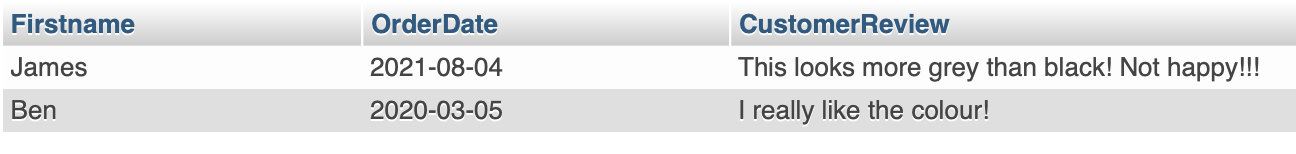 Firstname OrderDate CustomerReview
James 2021-08-04 This looks more grey than black! Not happy!!!
Ben 2020-03-05 I really like the colour!